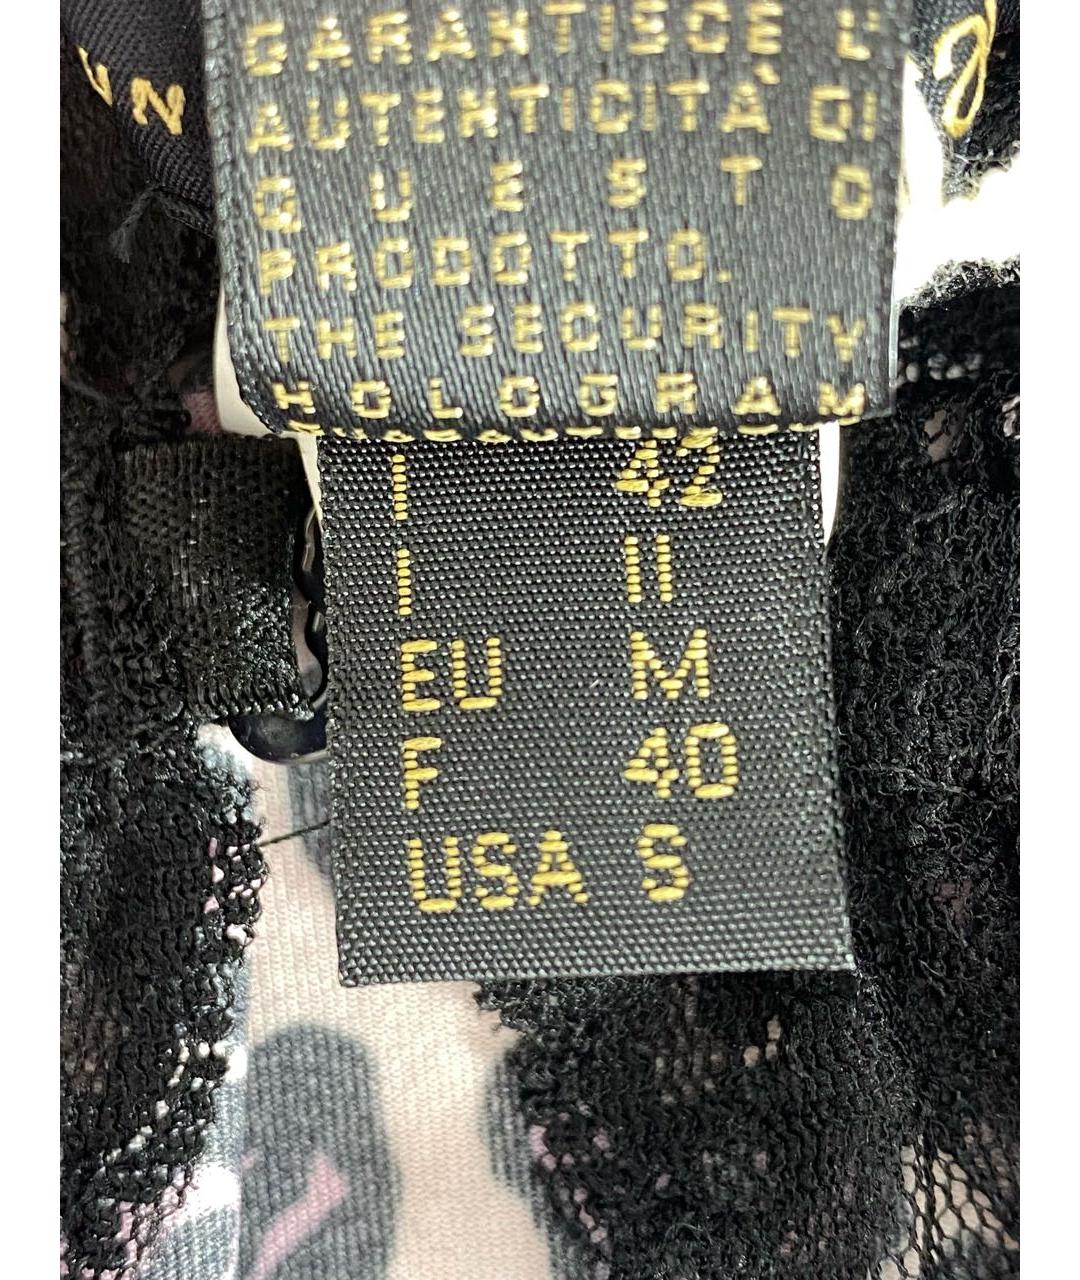 GARANTISCE L'
AUTENTICITÀ DI
QUESTO
PRODOTTO.
THE SECURITY
HOLOGRAM
I 42
I II
EU M
F 40
USA S